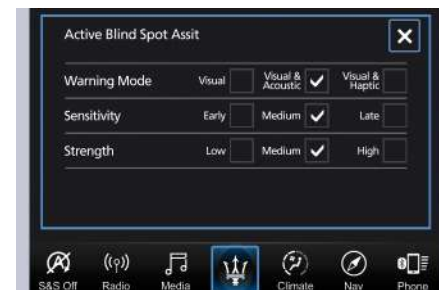 Active Blind Spot Assit
Warning Mode Visual Visual & Acoustic Visual & Haptic
Sensitivity Early Medium Late
Strength Low Medium High
S&S Off Radio Media Climate Nav Phone